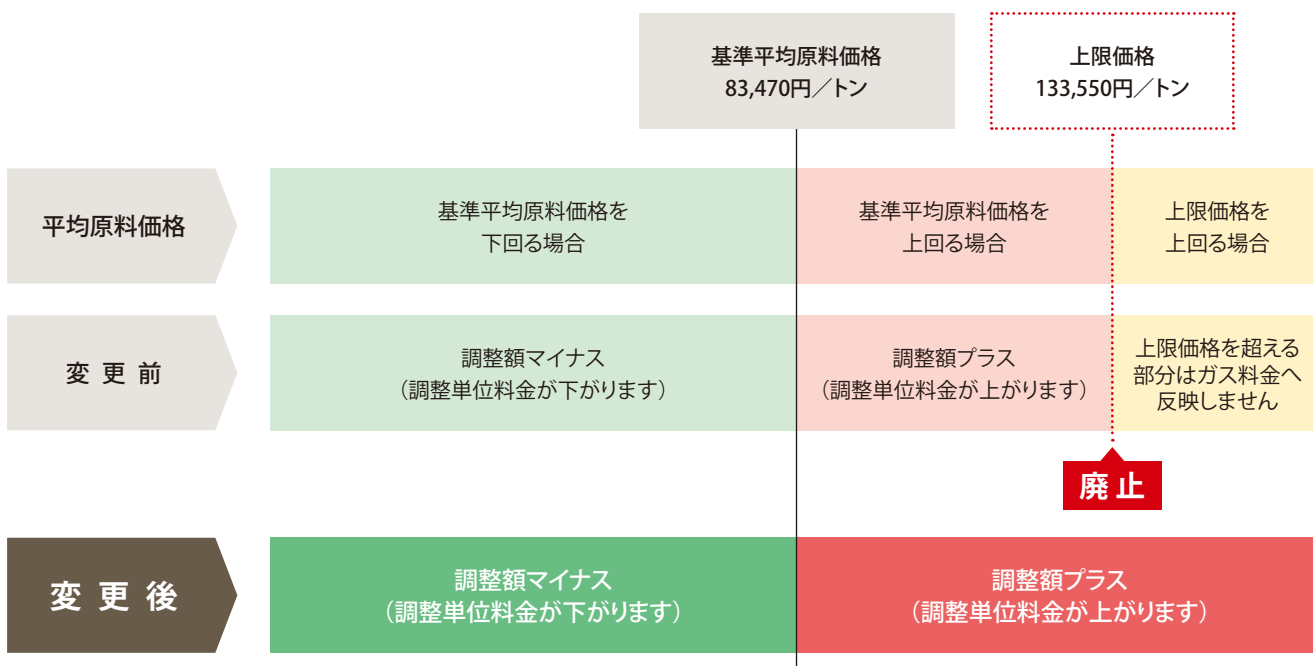 基準平均原料価格
83,470円／トン
上限価格
133,550円／トン
平均原料価格
基準平均原料価格を
下回る場合
基準平均原料価格を
上回る場合
上限価格を
上回る場合
変更前
調整額マイナス
（調整単位料金が下がります）
調整額プラス
（調整単位料金が上がります）
上限価格を超える
部分はガス料金へ
反映しません
廃止
変更後
調整額マイナス
（調整単位料金が下がります）
調整額プラス
（調整単位料金が上がります）